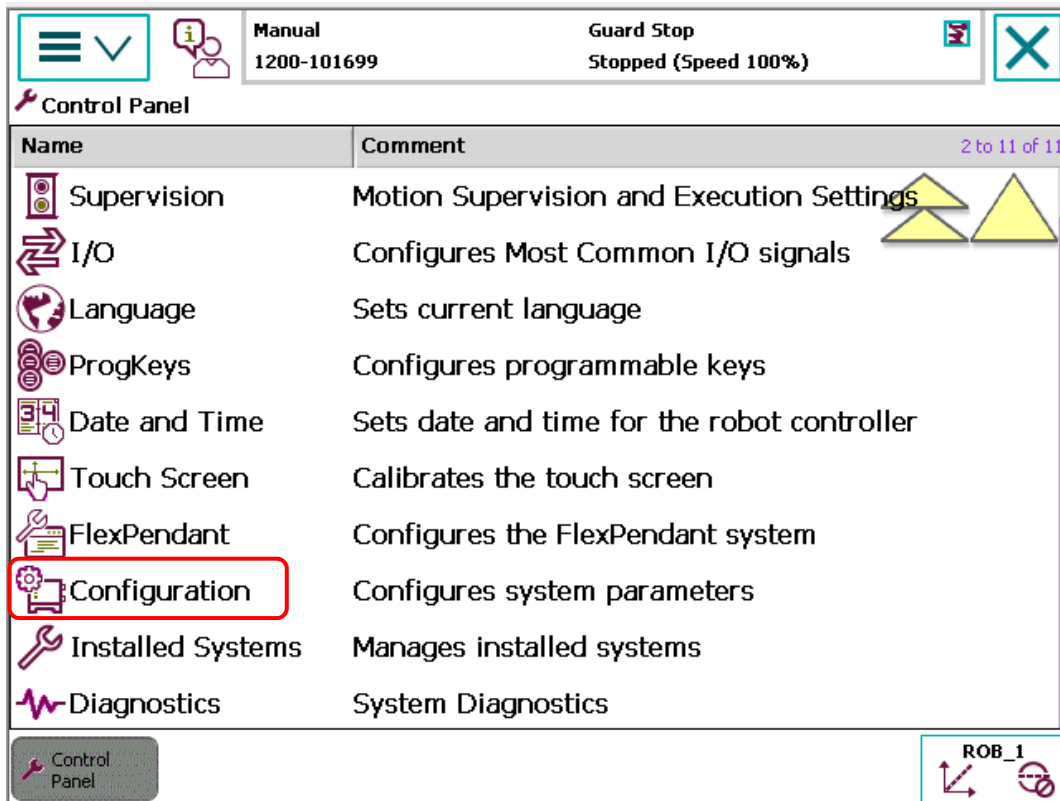 Manual Guard Stop
1200-101699 Stopped (Speed 100%)
Control Panel
Name Comment 2 to 11 of 11
Supervision Motion Supervision and Execution Settings
I/O Configures Most Common I/O signals
Language Sets current language
ProgKeys Configures programmable keys
Date and Time Sets date and time for the robot controller
Touch Screen Calibrates the touch screen
FlexPendant Configures the FlexPendant system
Configuration Configures system parameters
Installed Systems Manages installed systems
Diagnostics System Diagnostics
Control
Panel
ROB_1